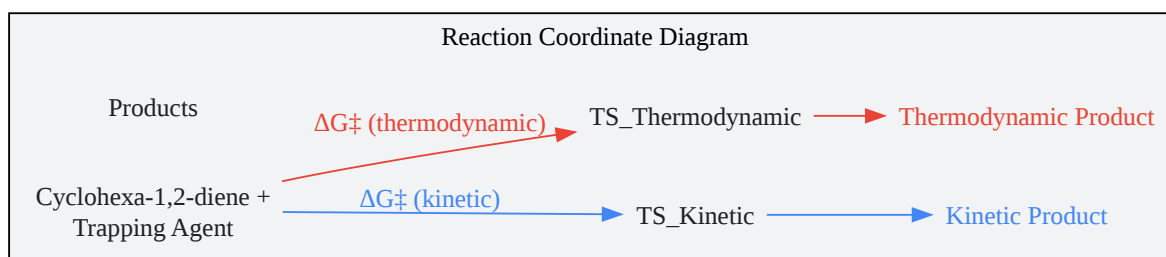 Reaction Coordinate Diagram
Products
ΔG‡ (thermodynamic)
TS_Thermodynamic
Thermodynamic Product
Cyclohexa-1,2-diene +
Trapping Agent
ΔG‡ (kinetic)
TS_Kinetic
Kinetic Product